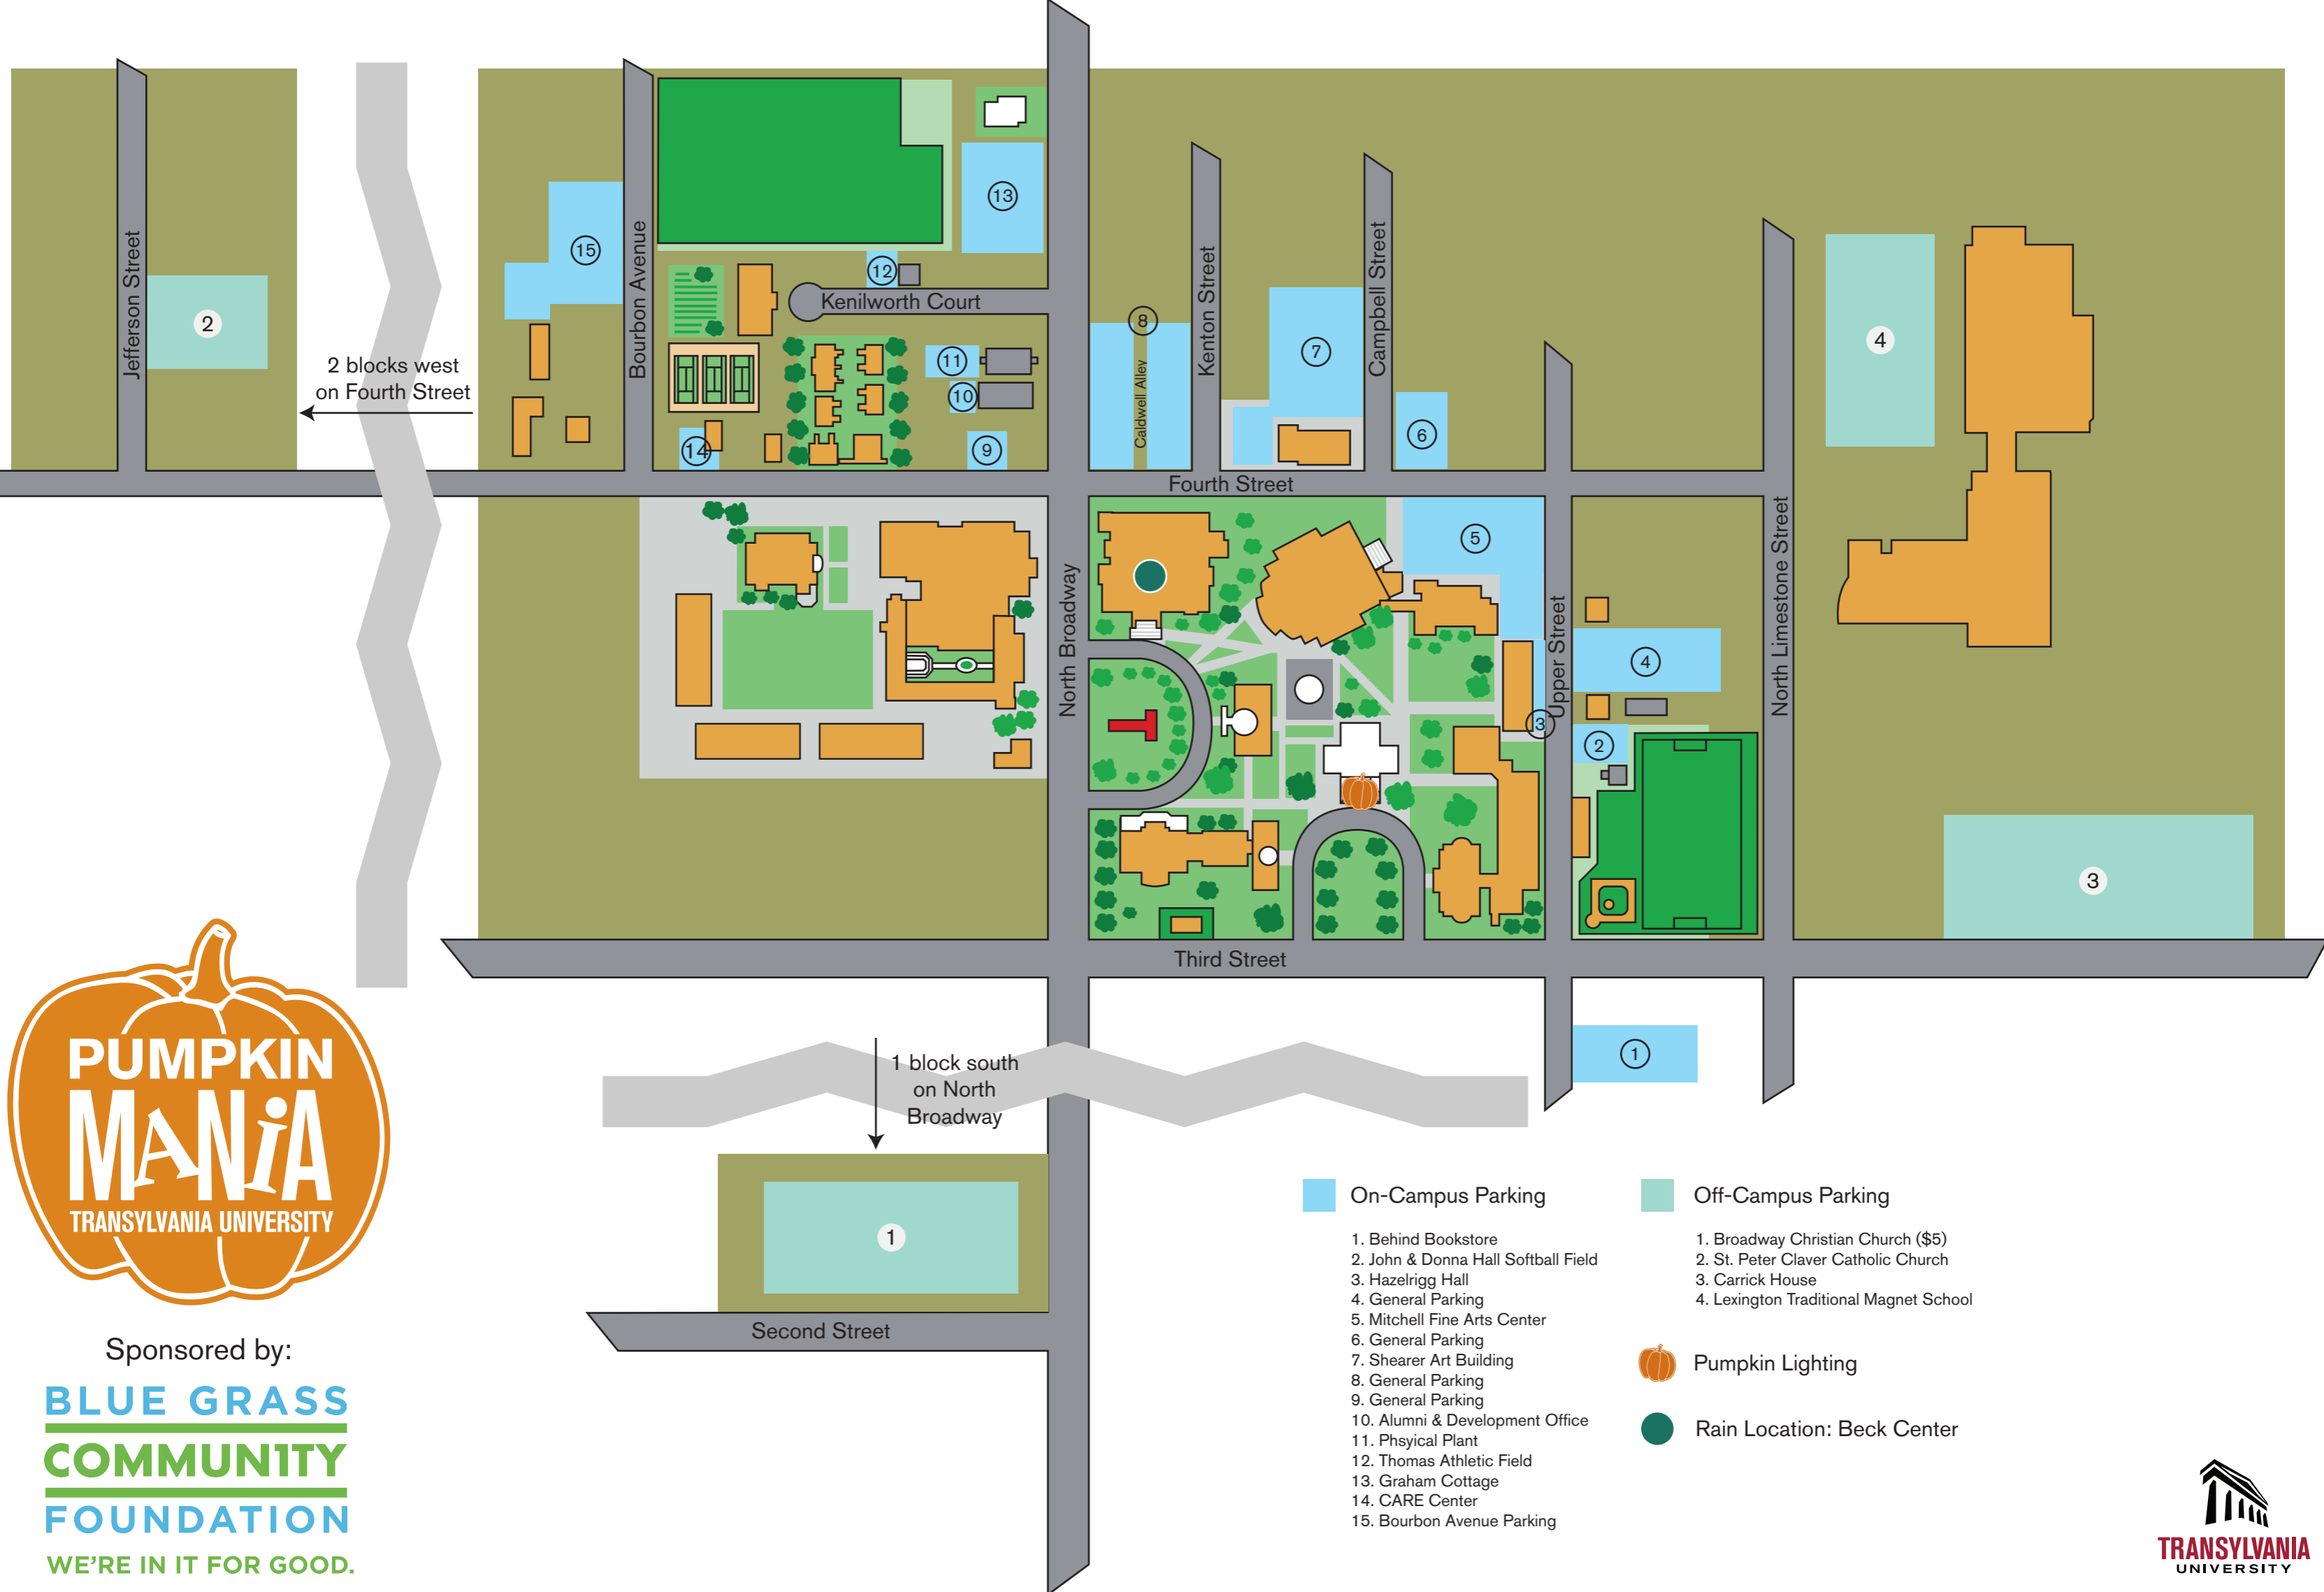 Jefferson Street
2
2 blocks west
on Fourth Street
15
Bourbon Avenue
13
12
Kenilworth Court
11
10
14
9
8
Caldwell Alley
Kenton Street
7
Campbell Street
6
4
Fourth Street
North Broadway
5
Upper Street
4
3
2
North Limestone Street
3
Third Street
1 block south
on North
Broadway
1
1
Second Street
PUMPKIN
MANiA
TRANSYLVANIA UNIVERSITY
Sponsored by:
BLUE GRASS
COMMUNITY
FOUNDATION
WE'RE IN IT FOR GOOD.
On-Campus Parking
1. Behind Bookstore
2. John & Donna Hall Softball Field
3. Hazelrigg Hall
4. General Parking
5. Mitchell Fine Arts Center
6. General Parking
7. Shearer Art Building
8. General Parking
9. General Parking
10. Alumni & Development Office
11. Phsyical Plant
12. Thomas Athletic Field
13. Graham Cottage
14. CARE Center
15. Bourbon Avenue Parking
Off-Campus Parking
1. Broadway Christian Church ($5)
2. St. Peter Claver Catholic Church
3. Carrick House
4. Lexington Traditional Magnet School
Pumpkin Lighting
Rain Location: Beck Center
TRANSYLVANIA
UNIVERSITY